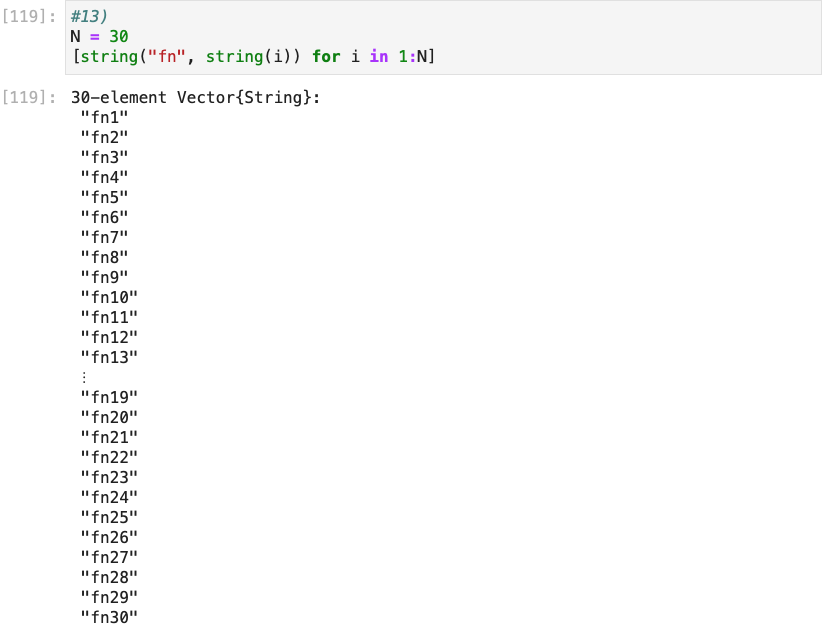 [119]: #13)
N = 30
[string("fn", string(i)) for i in 1:N]
[119]: 30-element Vector{String}:
"fn1"
"fn2"
"fn3"
"fn4"
"fn5"
"fn6"
"fn7"
"fn8"
"fn9"
"fn10"
"fn11"
"fn12"
"fn13"
⋮
"fn19"
"fn20"
"fn21"
"fn22"
"fn23"
"fn24"
"fn25"
"fn26"
"fn27"
"fn28"
"fn29"
"fn30"